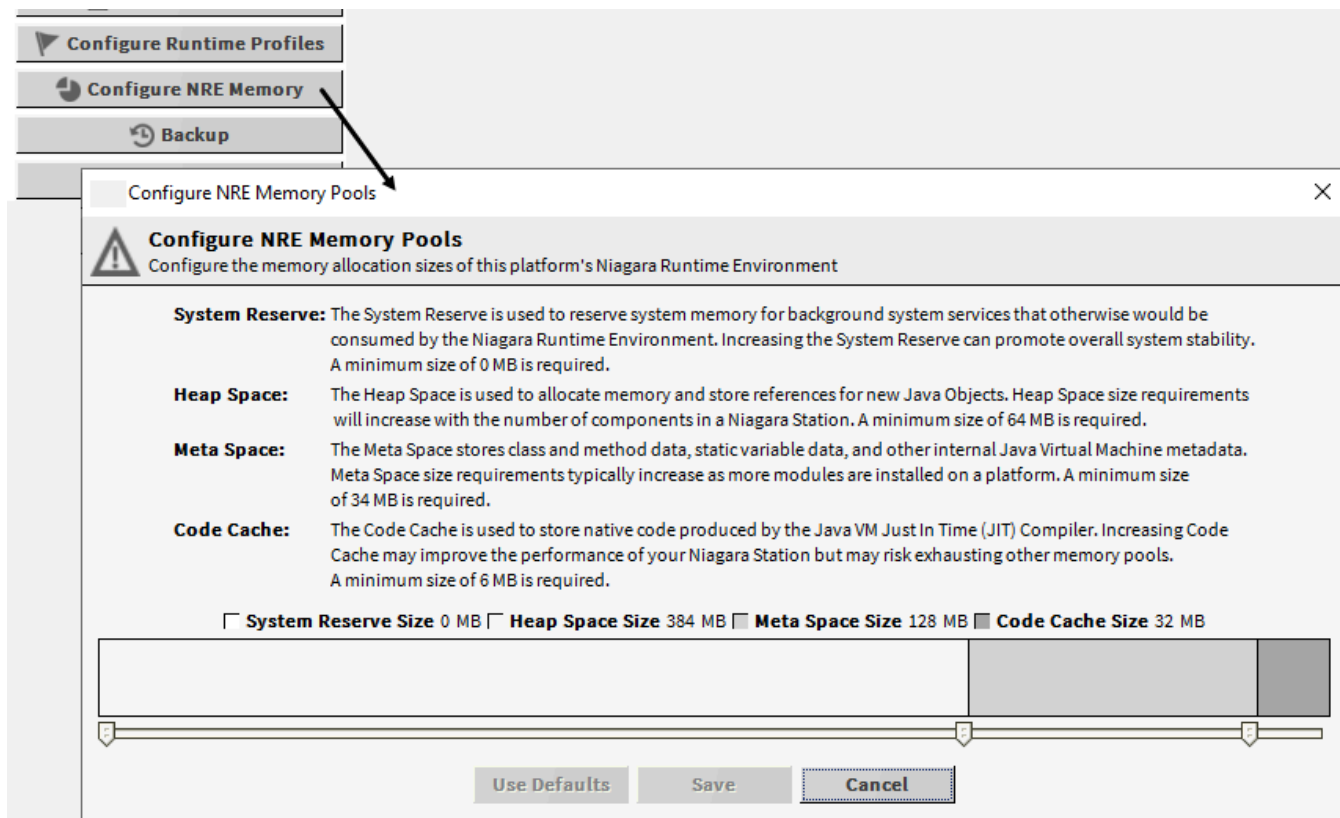 Configure Runtime Profiles
Configure NRE Memory
Backup
Configure NRE Memory Pools
Configure NRE Memory Pools
Configure the memory allocation sizes of this platform's Niagara Runtime Environment
System Reserve: The System Reserve is used to reserve system memory for background system services that otherwise would be
consumed by the Niagara Runtime Environment. Increasing the System Reserve can promote overall system stability.
A minimum size of 0 MB is required.
Heap Space: The Heap Space is used to allocate memory and store references for new Java Objects. Heap Space size requirements
will increase with the number of components in a Niagara Station. A minimum size of 64 MB is required.
Meta Space: The Meta Space stores class and method data, static variable data, and other internal Java Virtual Machine metadata.
Meta Space size requirements typically increase as more modules are installed on a platform. A minimum size
of 34 MB is required.
Code Cache: The Code Cache is used to store native code produced by the Java VM Just In Time (JIT) Compiler. Increasing Code
Cache may improve the performance of your Niagara Station but may risk exhausting other memory pools.
A minimum size of 6 MB is required.
System Reserve Size 0 MB Heap Space Size 384 MB Meta Space Size 128 MB Code Cache Size 32 MB
Use Defaults Save Cancel